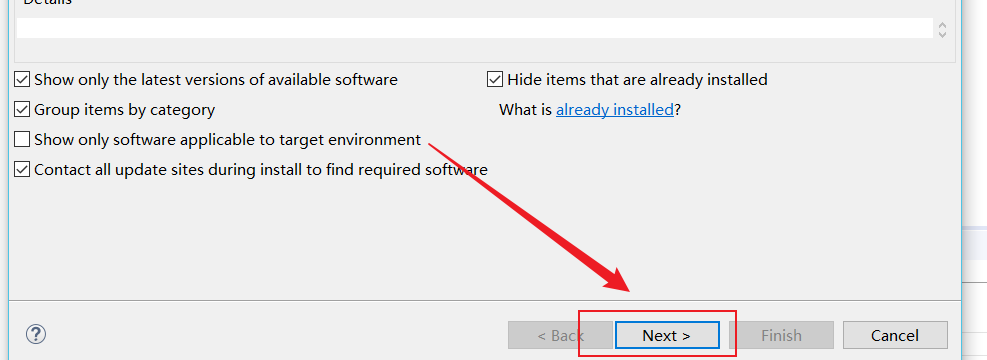 Details
Show only the latest versions of available software
Hide items that are already installed
Group items by category
What is already installed?
Show only software applicable to target environment
Contact all update sites during install to find required software
?
< Back
Next >
Finish
Cancel